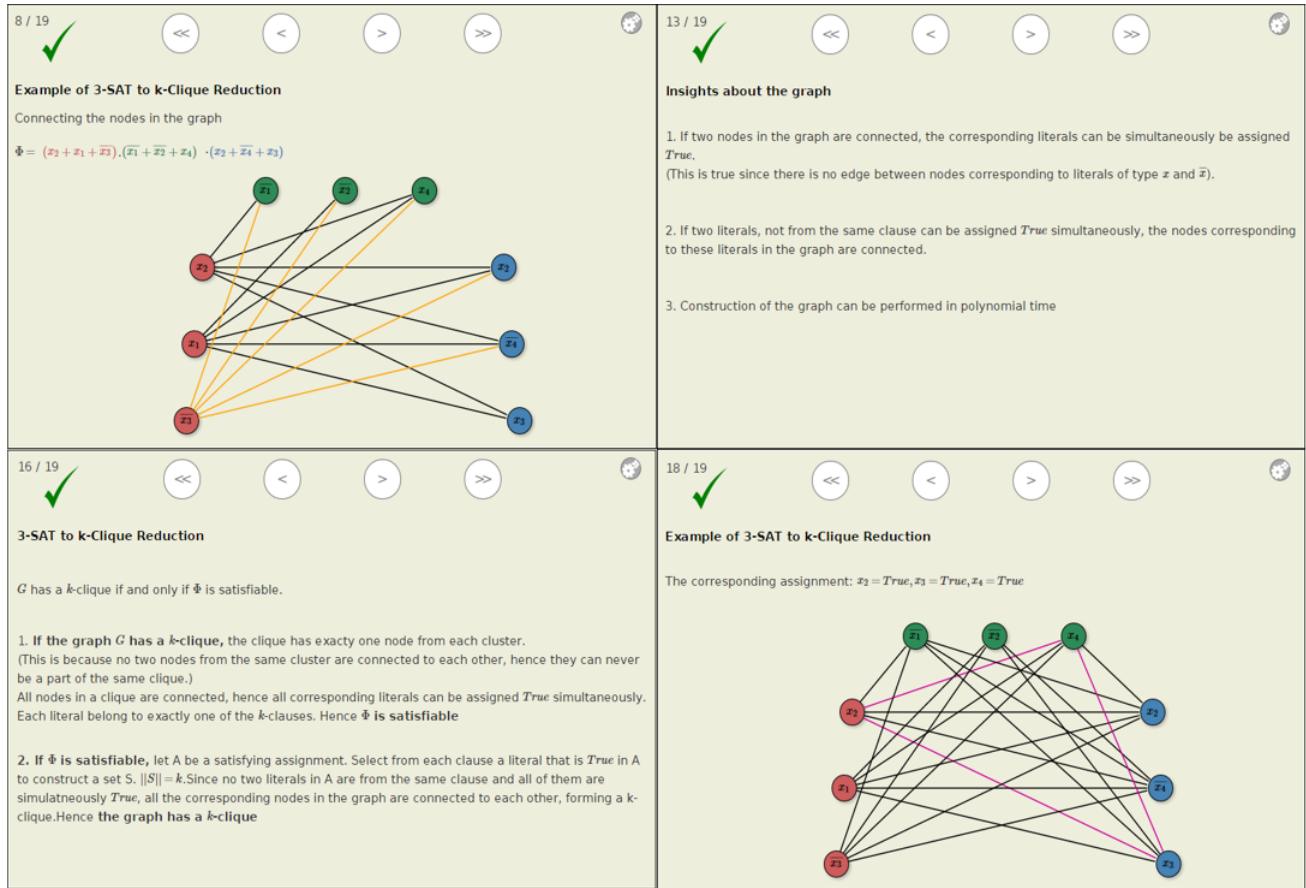 8 / 19
<< < > >>
Example of 3-SAT to k-Clique Reduction
Connecting the nodes in the graph
Φ = (x₂ + x₁ + x̅₃).(x̅₁ + x̅₂ + x₄) ·(x₂ + x̅₄ + x₃)
x̅₁ x̅₂ x₄
x₂ x₂
x₁ x̅₄
x̅₃ x₃
13 / 19
<< < > >>
Insights about the graph
1. If two nodes in the graph are connected, the corresponding literals can be simultaneously be assigned
True.
(This is true since there is no edge between nodes corresponding to literals of type x and x̅).
2. If two literals, not from the same clause can be assigned True simultaneously, the nodes corresponding
to these literals in the graph are connected.
3. Construction of the graph can be performed in polynomial time
16 / 19
<< < > >>
3-SAT to k-Clique Reduction
G has a k-clique if and only if Φ is satisfiable.
1. If the graph G has a k-clique, the clique has exacty one node from each cluster.
(This is because no two nodes from the same cluster are connected to each other, hence they can never
be a part of the same clique.)
All nodes in a clique are connected, hence all corresponding literals can be assigned True simultaneously.
Each literal belong to exactly one of the k-clauses. Hence Φ is satisfiable
2. If Φ is satisfiable, let A be a satisfying assignment. Select from each clause a literal that is True in A
to construct a set S. ||S|| = k.Since no two literals in A are from the same clause and all of them are
simulatneously True, all the corresponding nodes in the graph are connected to each other, forming a k-
clique.Hence the graph has a k-clique
18 / 19
<< < > >>
Example of 3-SAT to k-Clique Reduction
The corresponding assignment: x₂ = True, x₃ = True, x₄ = True
x̅₁ x̅₂ x₄
x₂ x₂
x₁ x̅₄
x̅₃ x₃